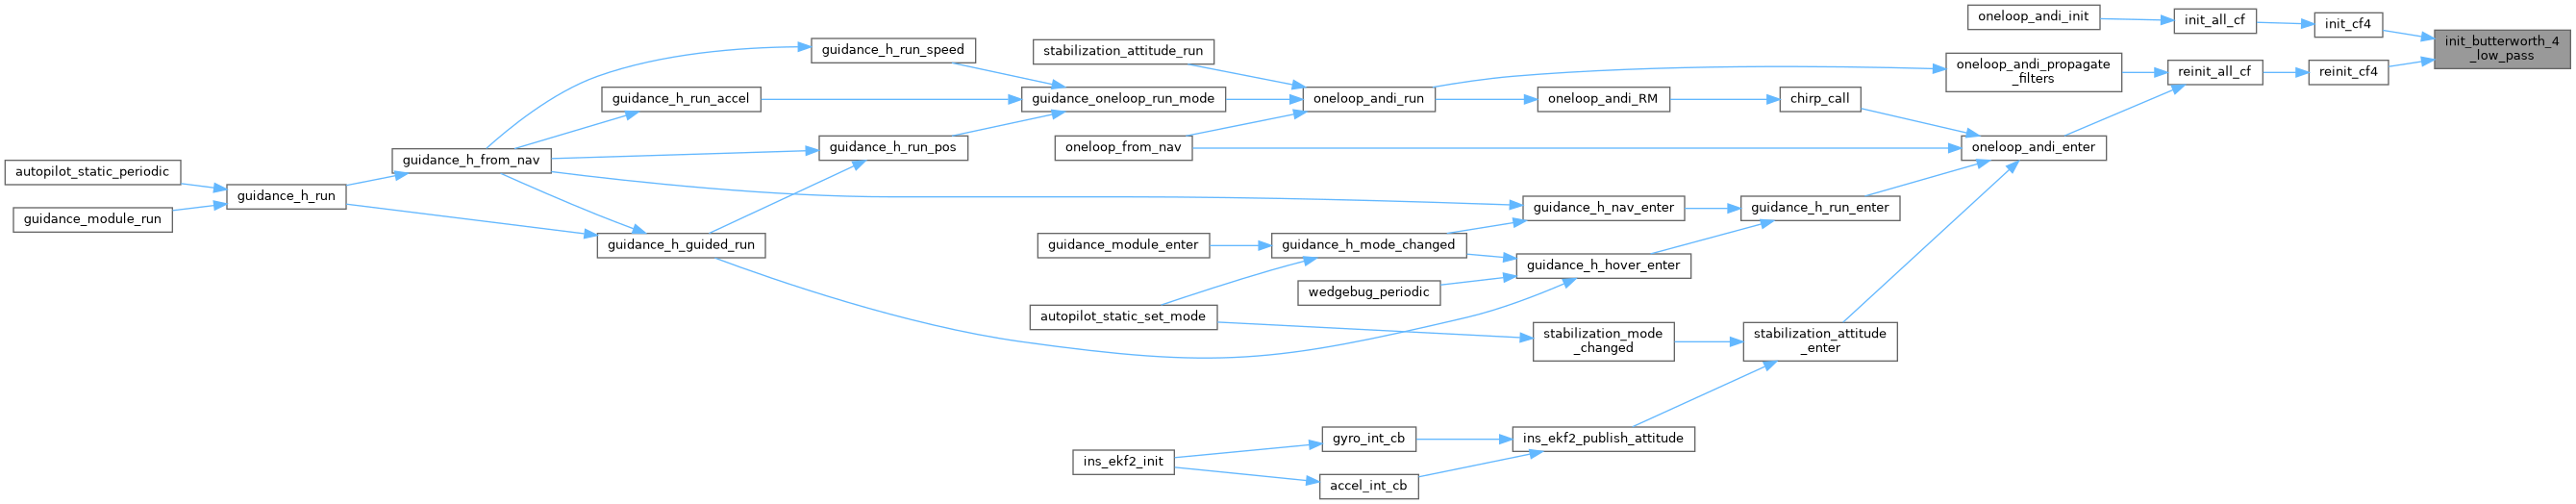 oneloop_andi_init
init_all_cf
init_cf4
init_butterworth_4
_low_pass
guidance_h_run_speed
stabilization_attitude_run
oneloop_andi_propagate
_filters
reinit_all_cf
reinit_cf4
guidance_h_run_accel
guidance_oneloop_run_mode
oneloop_andi_run
oneloop_andi_RM
chirp_call
guidance_h_from_nav
guidance_h_run_pos
oneloop_from_nav
oneloop_andi_enter
autopilot_static_periodic
guidance_h_run
guidance_module_run
guidance_h_nav_enter
guidance_h_run_enter
guidance_h_guided_run
guidance_module_enter
guidance_h_mode_changed
guidance_h_hover_enter
wedgebug_periodic
autopilot_static_set_mode
stabilization_mode
_changed
stabilization_attitude
_enter
gyro_int_cb
ins_ekf2_publish_attitude
ins_ekf2_init
accel_int_cb